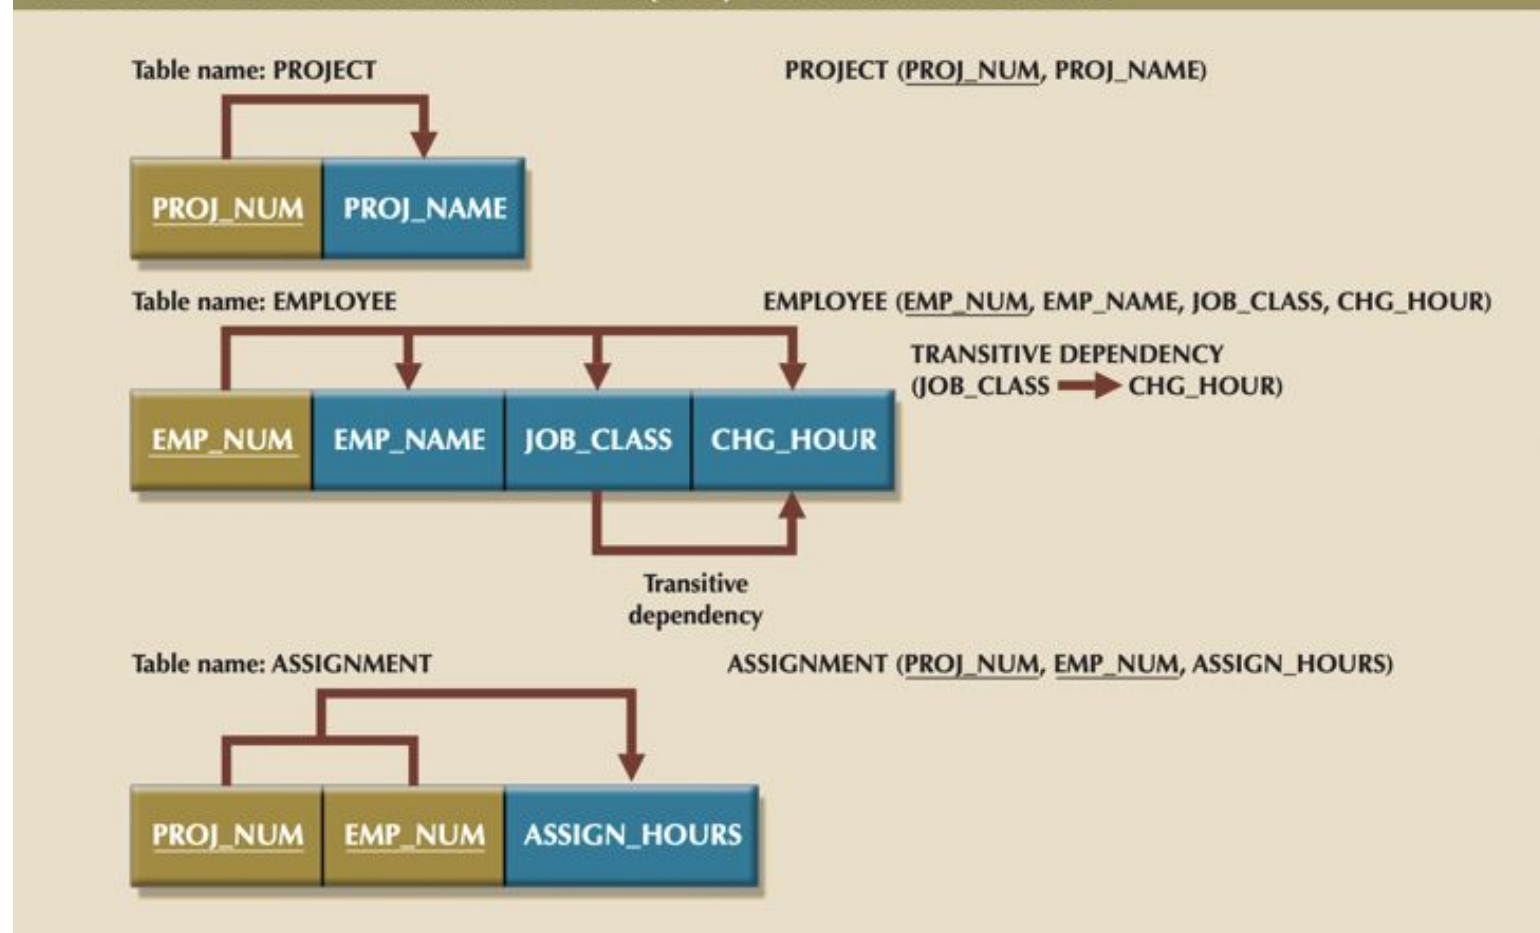 Table name: PROJECT
PROJECT (PROJ_NUM, PROJ_NAME)
PROJ_NUM
PROJ_NAME
Table name: EMPLOYEE
EMPLOYEE (EMP_NUM, EMP_NAME, JOB_CLASS, CHG_HOUR)
TRANSITIVE DEPENDENCY
(JOB_CLASS CHG_HOUR)
EMP_NUM
EMP_NAME
JOB_CLASS
CHG_HOUR
Transitive
dependency
Table name: ASSIGNMENT
ASSIGNMENT (PROJ_NUM, EMP_NUM, ASSIGN_HOURS)
PROJ_NUM
EMP_NUM
ASSIGN_HOURS